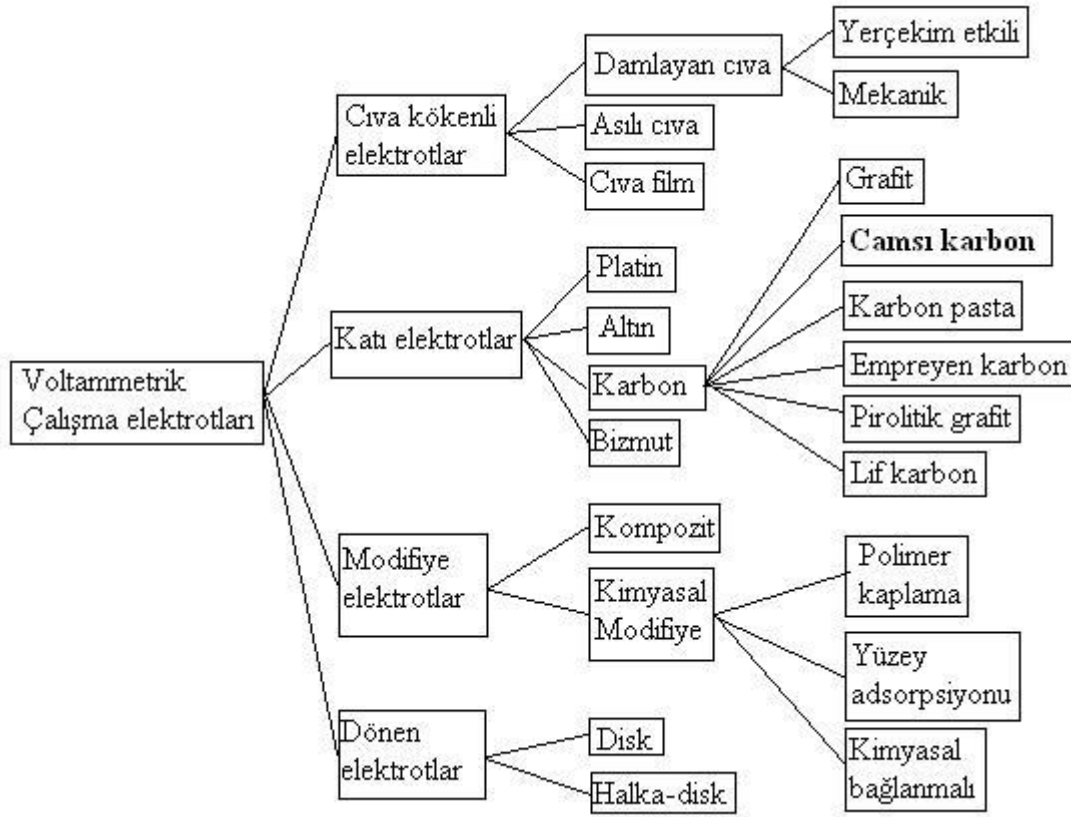 Voltammetrik
Çalışma elektrotları
Cıva kökenli
elektrotlar
Damlayan cıva
Yerçekim etkili
Mekanik
Asılı cıva
Cıva film
Katı elektrotlar
Platin
Altın
Karbon
Grafit
Camsı karbon
Karbon pasta
Empreyen karbon
Pirolitik grafit
Lif karbon
Bizmut
Modifiye
elektrotlar
Kompozit
Kimyasal
Modifiye
Polimer
kaplama
Yüzey
adsorpsiyonu
Kimyasal
bağlanmalı
Dönen
elektrotlar
Disk
Halka-disk